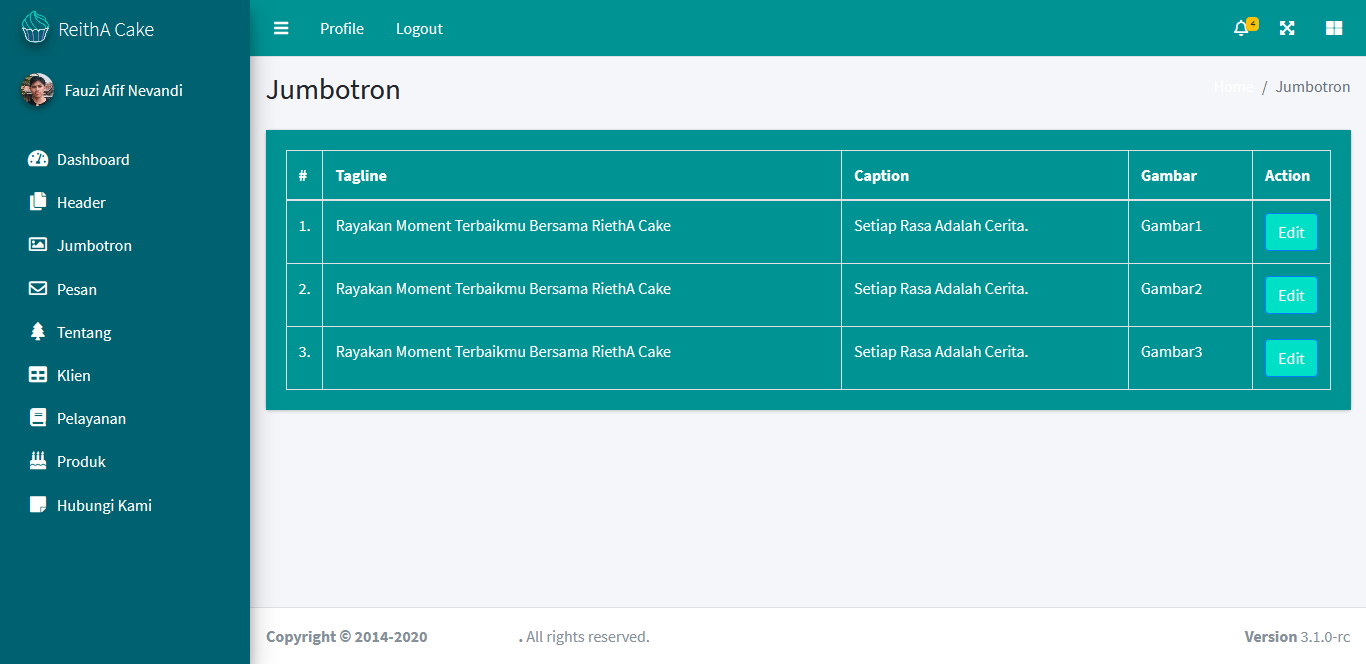 ReithA Cake
Profile
Logout
4
Fauzi Afif Nevandi
Jumbotron
Home / Jumbotron
Dashboard
Header
Jumbotron
Pesan
Tentang
Klien
Pelayanan
Produk
Hubungi Kami
# Tagline Caption Gambar Action
1. Rayakan Moment Terbaikmu Bersama RiethA Cake Setiap Rasa Adalah Cerita. Gambar1 Edit
2. Rayakan Moment Terbaikmu Bersama RiethA Cake Setiap Rasa Adalah Cerita. Gambar2 Edit
3. Rayakan Moment Terbaikmu Bersama RiethA Cake Setiap Rasa Adalah Cerita. Gambar3 Edit
Copyright © 2014-2020 . All rights reserved.
Version 3.1.0-rc